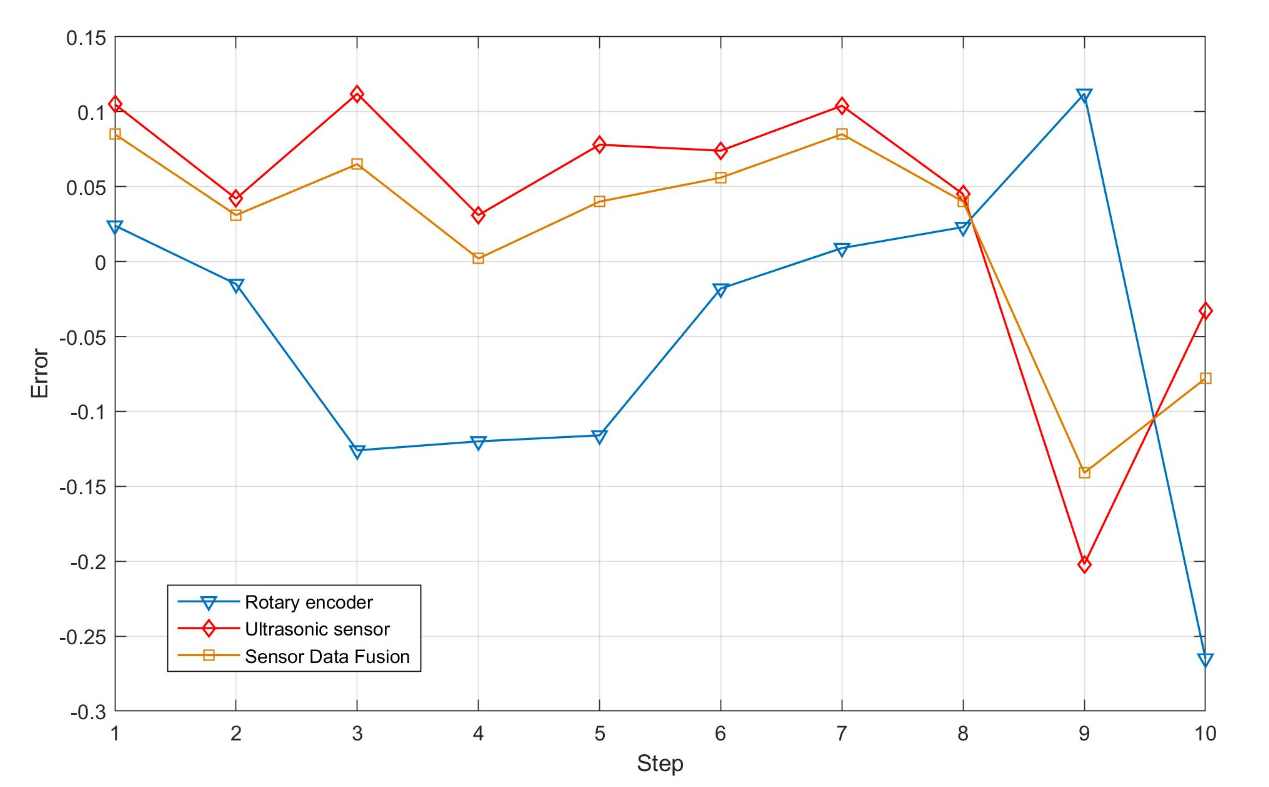 0.15
0.1
0.05
0
-0.05
-0.1
-0.15
-0.2
-0.25
-0.3
Error
Rotary encoder
Ultrasonic sensor
Sensor Data Fusion
1 2 3 4 5 6 7 8 9 10
Step